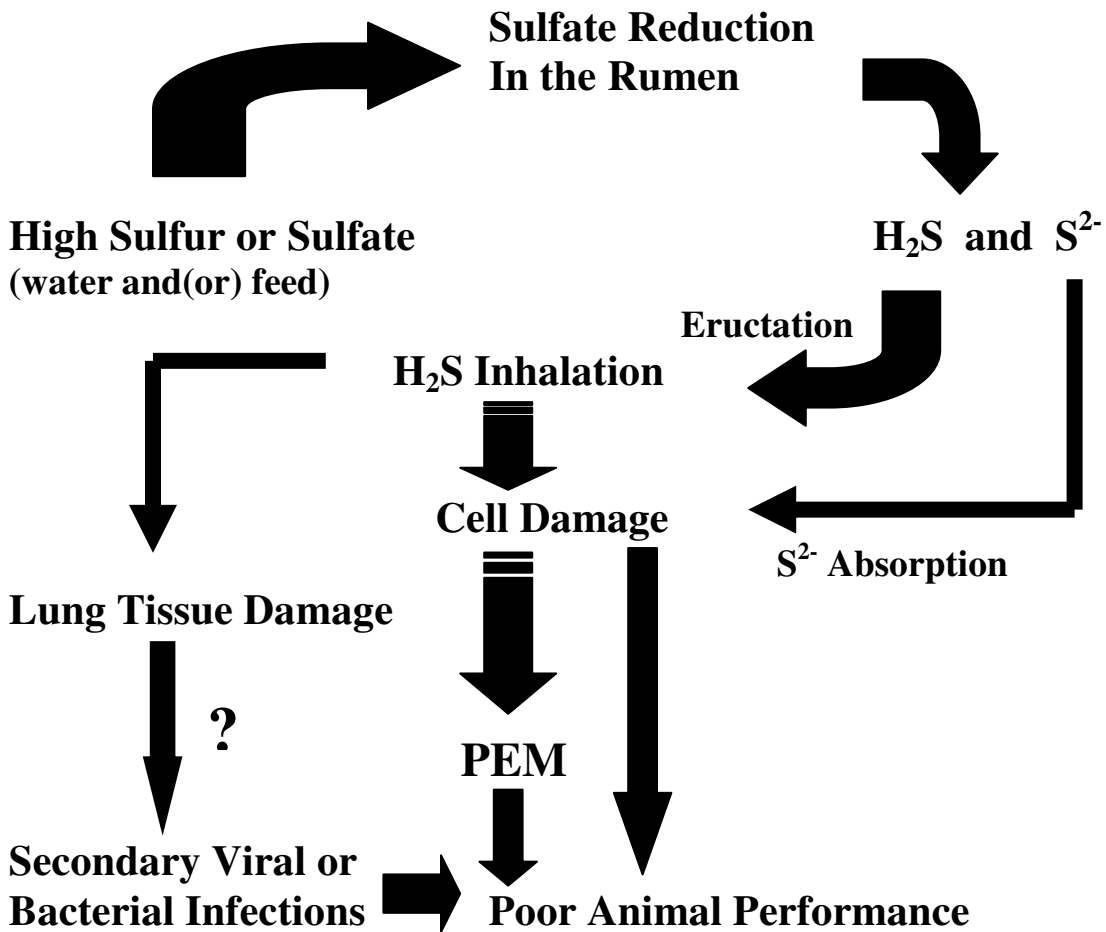 Sulfate Reduction
In the Rumen
High Sulfur or Sulfate
(water and(or) feed)
H₂S and S²⁻
Eructation
H₂S Inhalation
Cell Damage
S²⁻ Absorption
Lung Tissue Damage
?
PEM
Secondary Viral or
Bacterial Infections
Poor Animal Performance